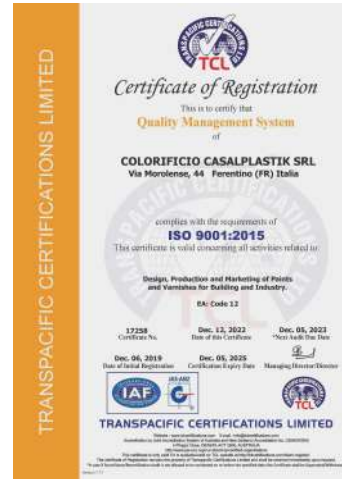 TRANSPACIFIC CERTIFICATIONS LIMITED
TRANSPACIFIC CERTIFICATIONS LTD
TCL
Certificate of Registration
This is to certify that
Quality Management System
of
COLORIFICIO CASALPLASTIK SRL
Via Morolense, 44 Ferentino (FR) Italia
complies with the requirements of
ISO 9001:2015
This certificate is valid concerning all activities related to
Design, Production and Marketing of Paints
and Varnishes for Building and Industry.
EA: Code 12
17258 Dec. 12, 2022 Dec. 05, 2023
Certificate No. Date of this Certificate *Next Audit Due Date
Dec. 06, 2019 Dec. 05, 2025
Date of Initial Registration Certification Expiry Date Managing Director/Director
IAF
JAS-ANZ
TCL
TRANSPACIFIC CERTIFICATIONS LIMITED